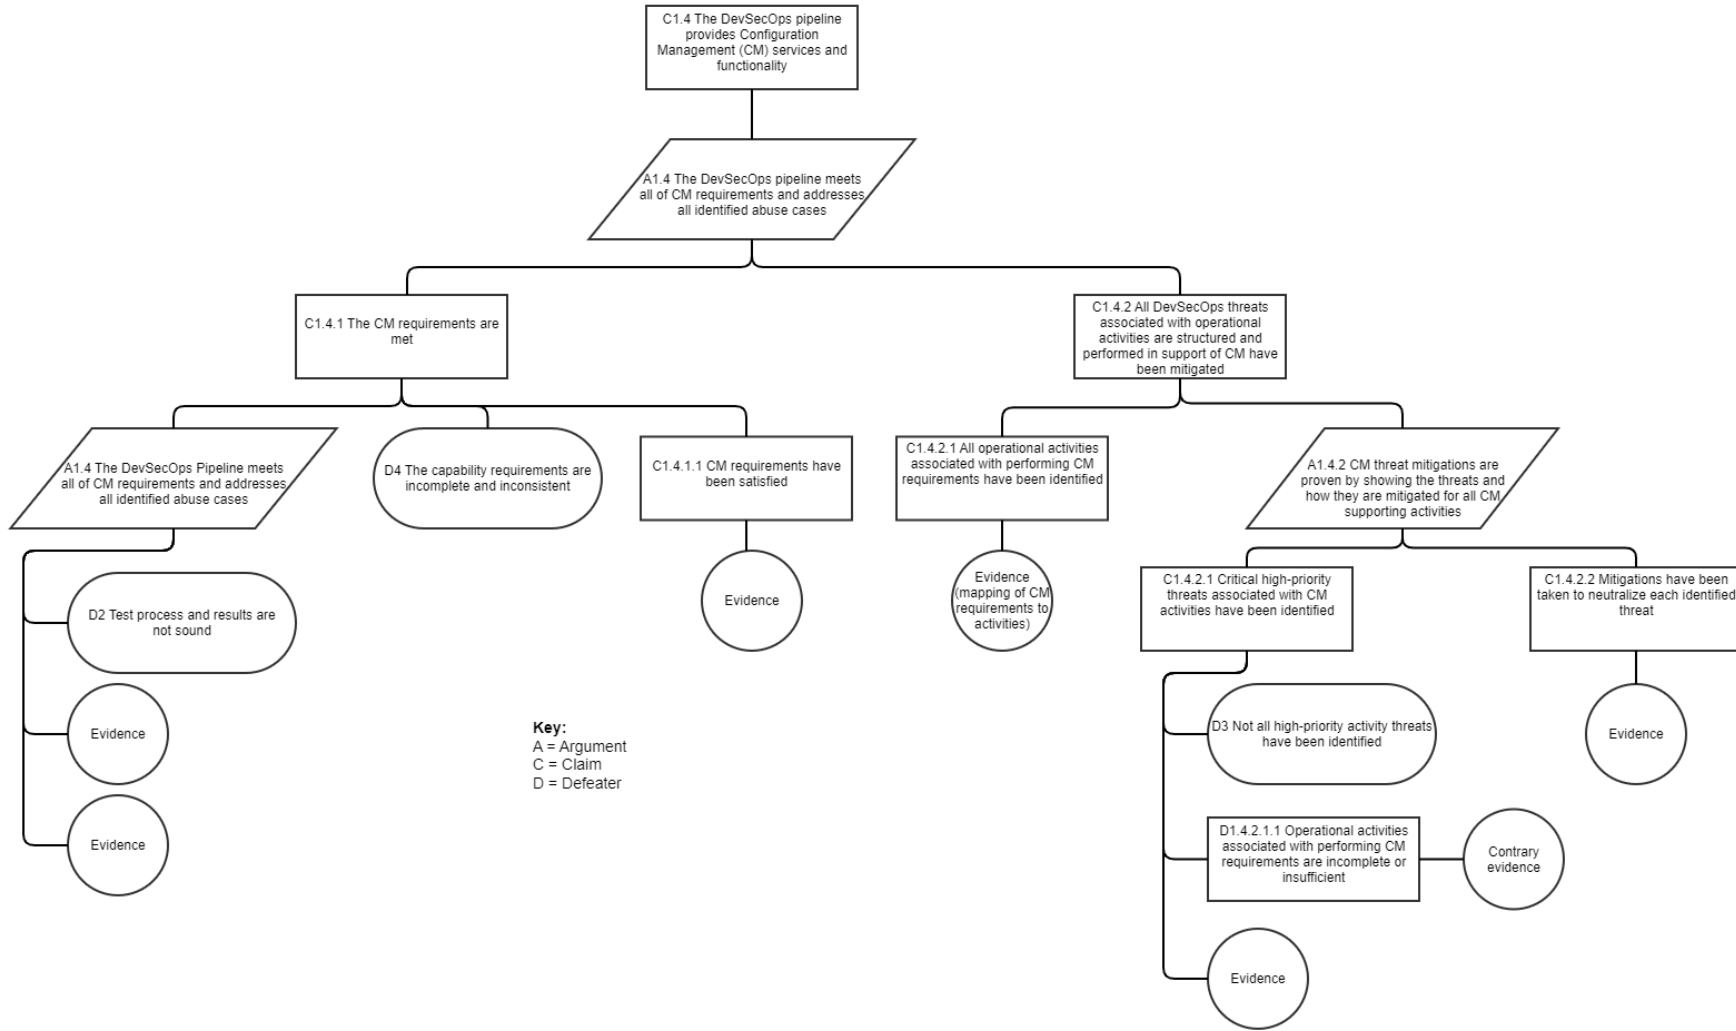 C1.4 The DevSecOps pipeline
provides Configuration
Management (CM) services and
functionality
A1.4 The DevSecOps pipeline meets
all of CM requirements and addresses
all identified abuse cases
C1.4.1 The CM requirements are
met
C1.4.2 All DevSecOps threats
associated with operational
activities are structured and
performed in support of CM have
been mitigated
A1.4 The DevSecOps Pipeline meets
all of CM requirements and addresses
all identified abuse cases
D4 The capability requirements are
incomplete and inconsistent
C1.4.1.1 CM requirements have
been satisfied
C1.4.2.1 All operational activities
associated with performing CM
requirements have been identified
A1.4.2 CM threat mitigations are
proven by showing the threats and
how they are mitigated for all CM
supporting activities
D2 Test process and results are
not sound
Evidence
Evidence
Evidence
Evidence
(mapping of CM
requirements to
activities)
C1.4.2.1 Critical high-priority
threats associated with CM
activities have been identified
C1.4.2.2 Mitigations have been
taken to neutralize each identified
threat
D3 Not all high-priority activity threats
have been identified
Evidence
D1.4.2.1.1 Operational activities
associated with performing CM
requirements are incomplete or
insufficient
Contrary
evidence
Evidence
Key:
A = Argument
C = Claim
D = Defeater